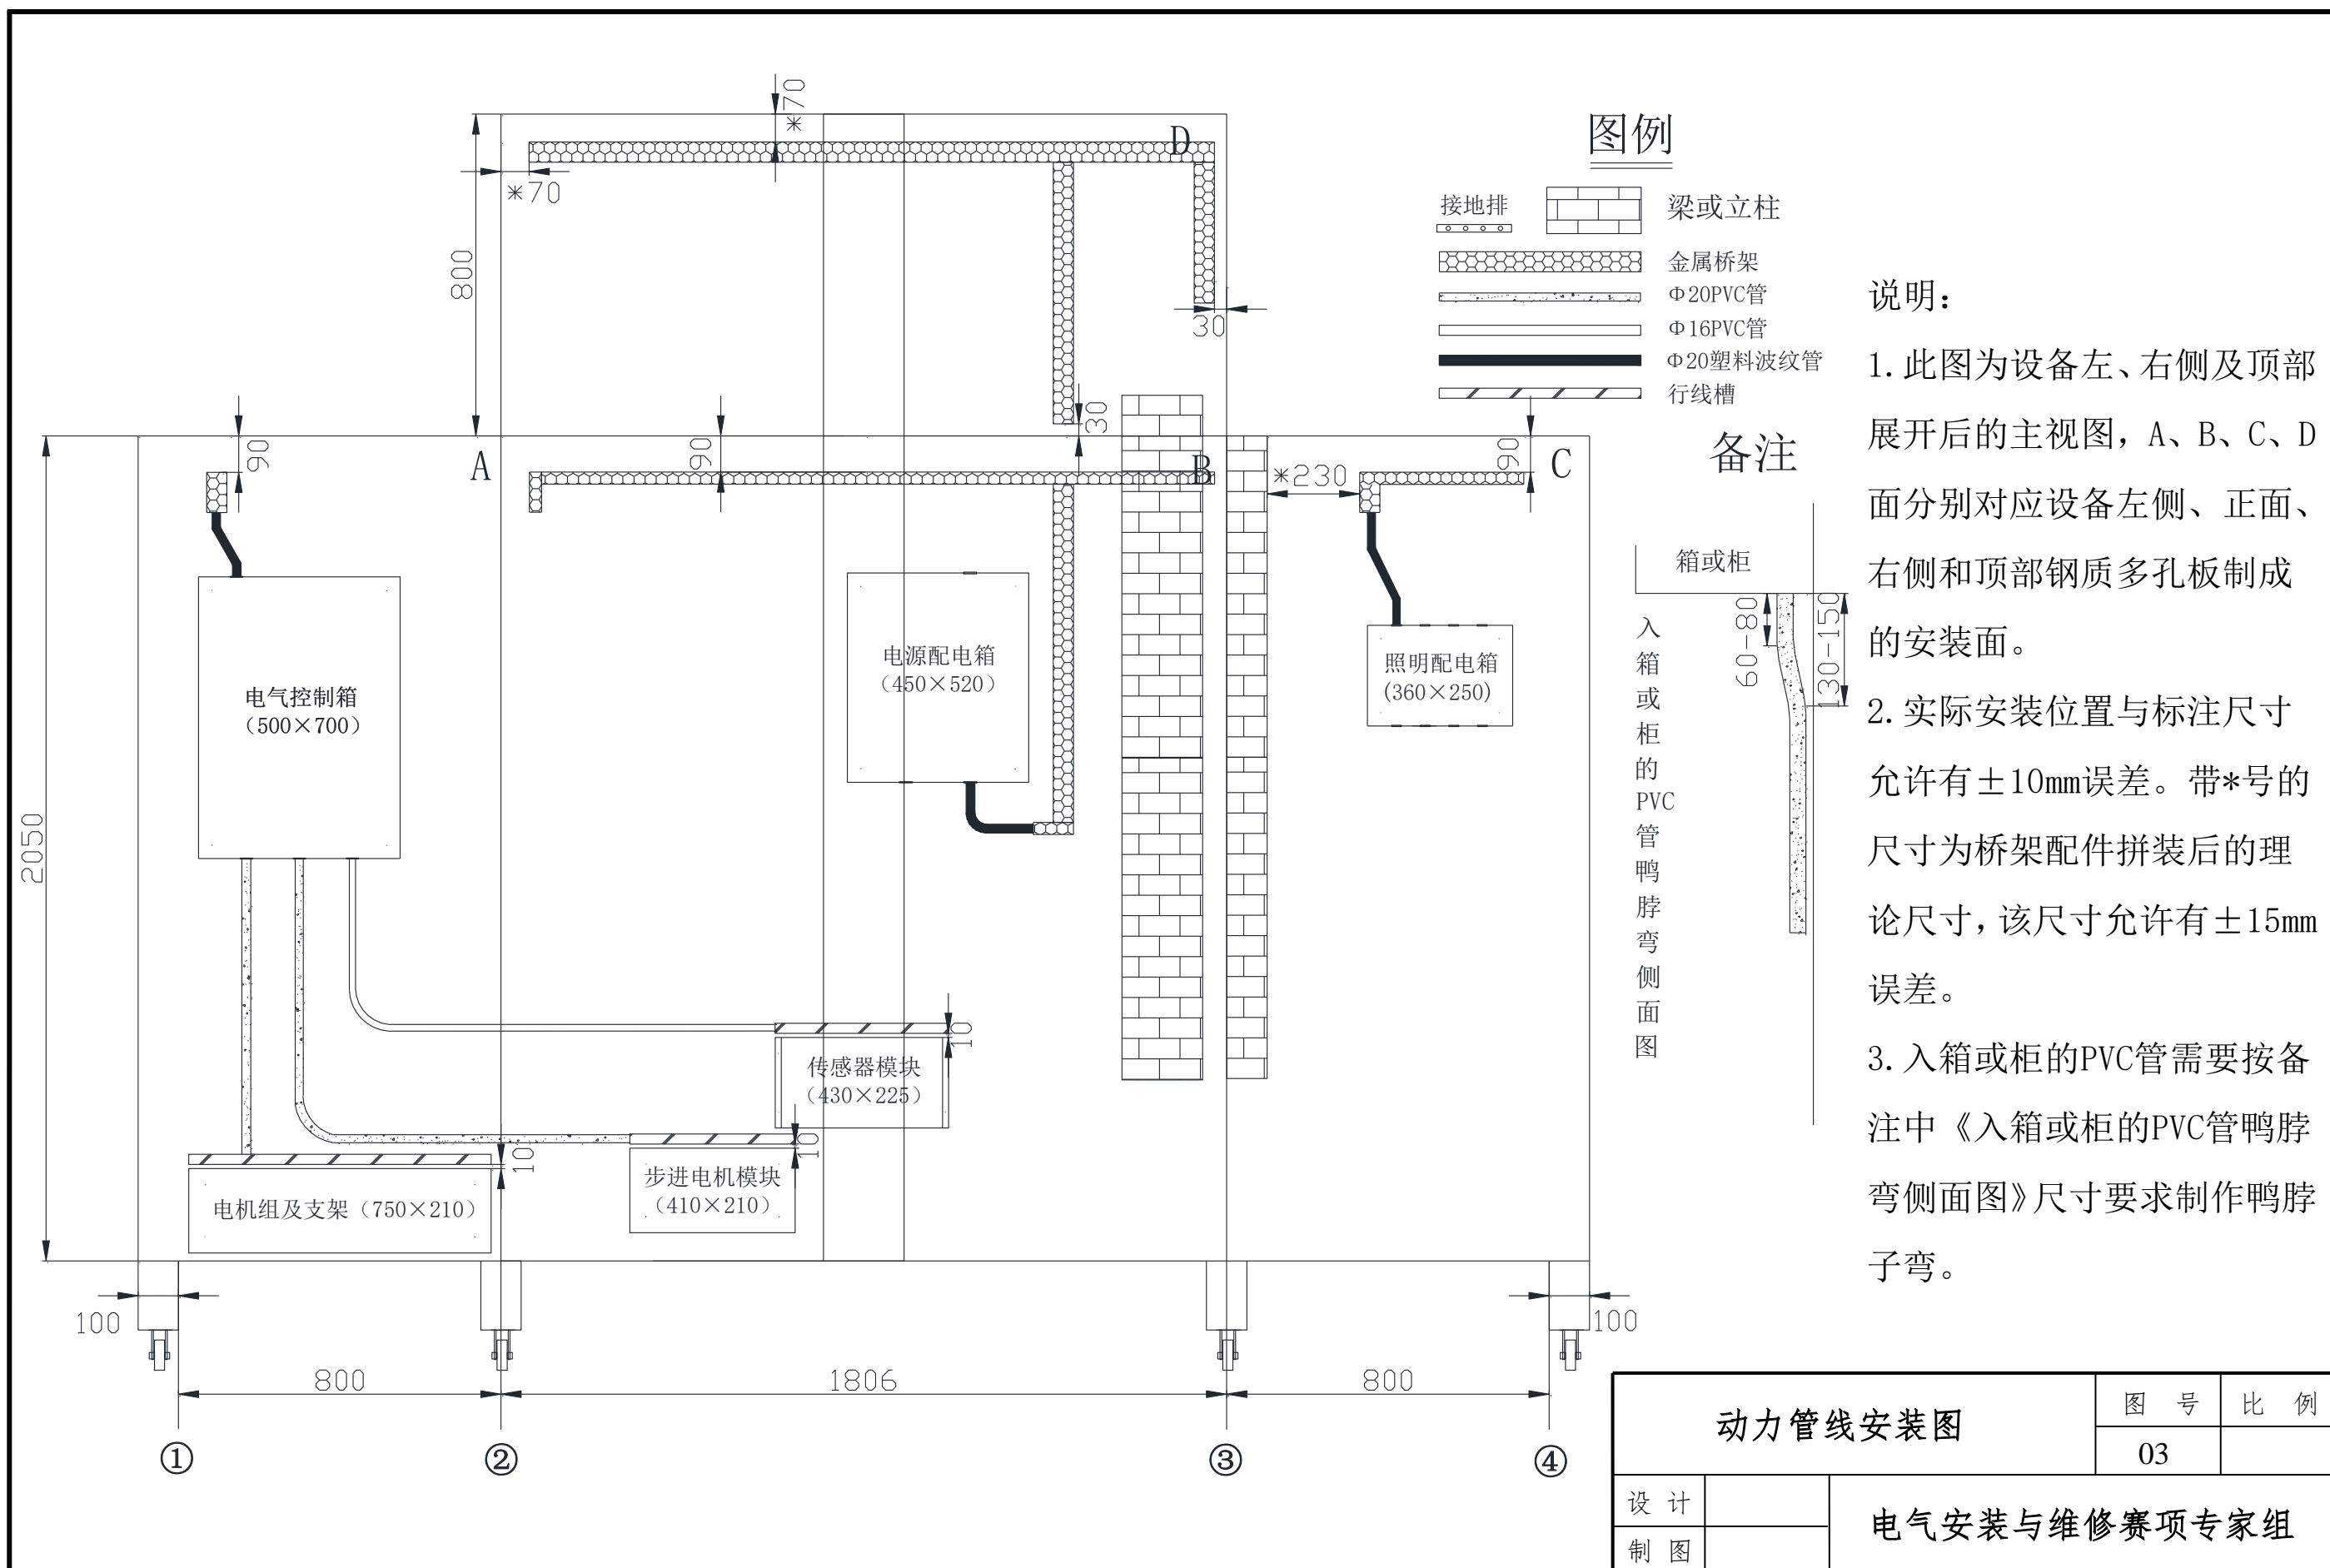 *70
D
*70
800
30
30
图例
接地排
梁或立柱
金属桥架
Φ20PVC管
Φ16PVC管
Φ20塑料波纹管
行线槽
90
A
90
B
*230
90
C
2050
电气控制箱
(500×700)
电源配电箱
(450×520)
照明配电箱
(360×250)
传感器模块
(430×225)
10
步进电机模块
(410×210)
10
电机组及支架(750×210)
10
100
100
800
1806
800
①
②
③
④
备注
箱或柜
60-80
130-150
入箱或柜的PVC管鸭脖弯侧面图
说明:
1.此图为设备左、右侧及顶部
展开后的主视图,A、B、C、D
面分别对应设备左侧、正面、
右侧和顶部钢质多孔板制成
的安装面。
2.实际安装位置与标注尺寸
允许有±10mm误差。带*号的
尺寸为桥架配件拼装后的理
论尺寸,该尺寸允许有±15mm
误差。
3.入箱或柜的PVC管需要按备
注中《入箱或柜的PVC管鸭脖
弯侧面图》尺寸要求制作鸭脖
子弯。
动力管线安装图
图 号
比 例
03
设 计
制 图
电气安装与维修赛项专家组